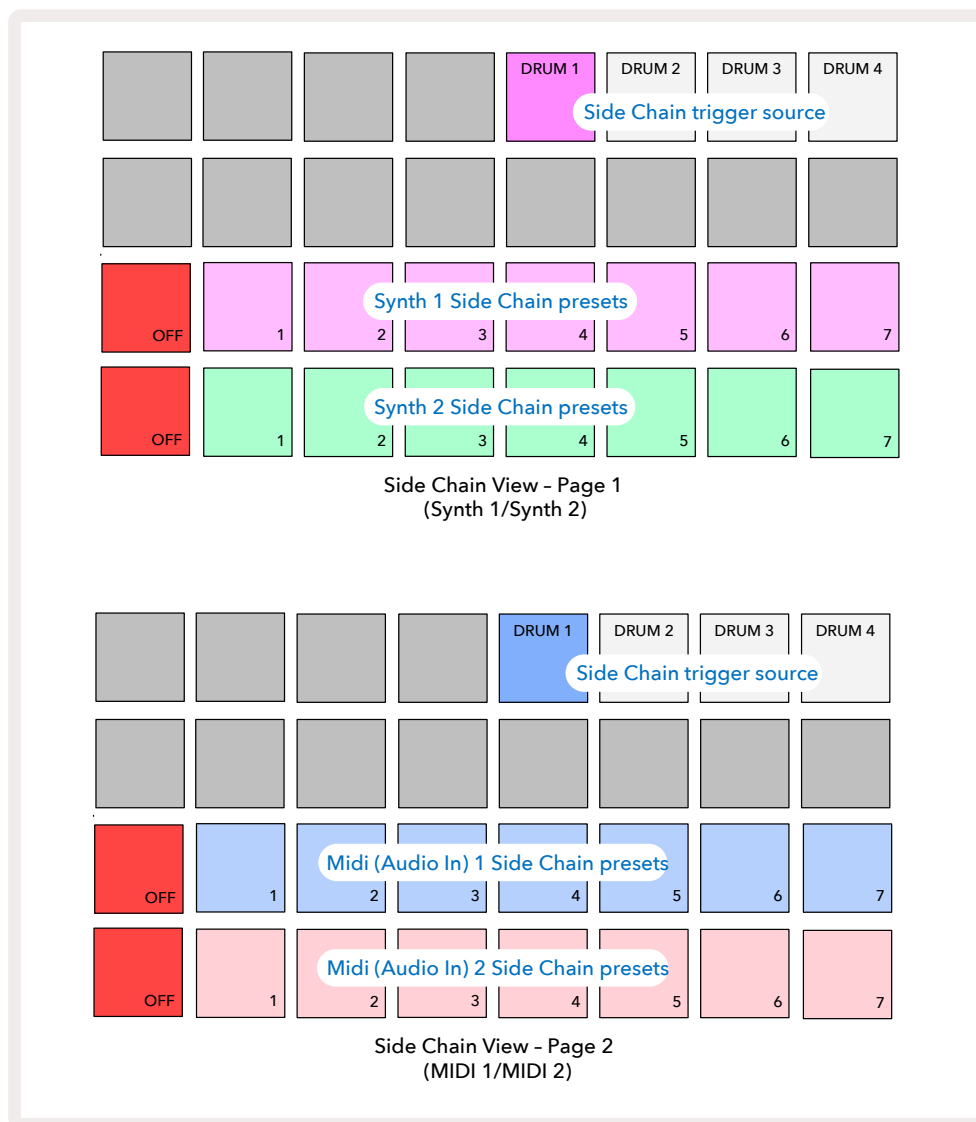 DRUM 1 DRUM 2 DRUM 3 DRUM 4
Side Chain trigger source
Synth 1 Side Chain presets
OFF 1 2 3 4 5 6 7
Synth 2 Side Chain presets
OFF 1 2 3 4 5 6 7
Side Chain View – Page 1
(Synth 1/Synth 2)
DRUM 1 DRUM 2 DRUM 3 DRUM 4
Side Chain trigger source
Midi (Audio In) 1 Side Chain presets
OFF 1 2 3 4 5 6 7
Midi (Audio In) 2 Side Chain presets
OFF 1 2 3 4 5 6 7
Side Chain View – Page 2
(MIDI 1/MIDI 2)